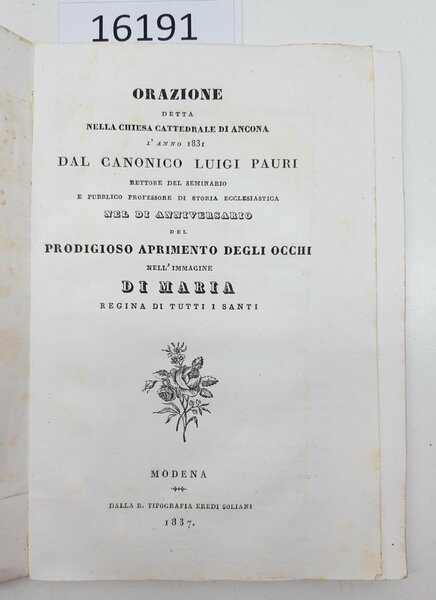 16191
ORAZIONE
DETTA
NELLA CHIESA CATTEDRALE DI ANCONA
L'ANNO 1831
DAL CANONICO LUIGI PAURI
RETTORE DEL SEMINARIO
E PUBBLICO PROFESSORE DI STORIA ECCLESIASTICA
NEL DI ANNIVERSARIO
DEL
PRODIGIOSO APRIMENTO DEGLI OCCHI
NELL'IMMAGINE
DI MARIA
REGINA DI TUTTI I SANTI
MODENA
DALLA R. TIPOGRAFIA EREDI SOLIANI
1837.